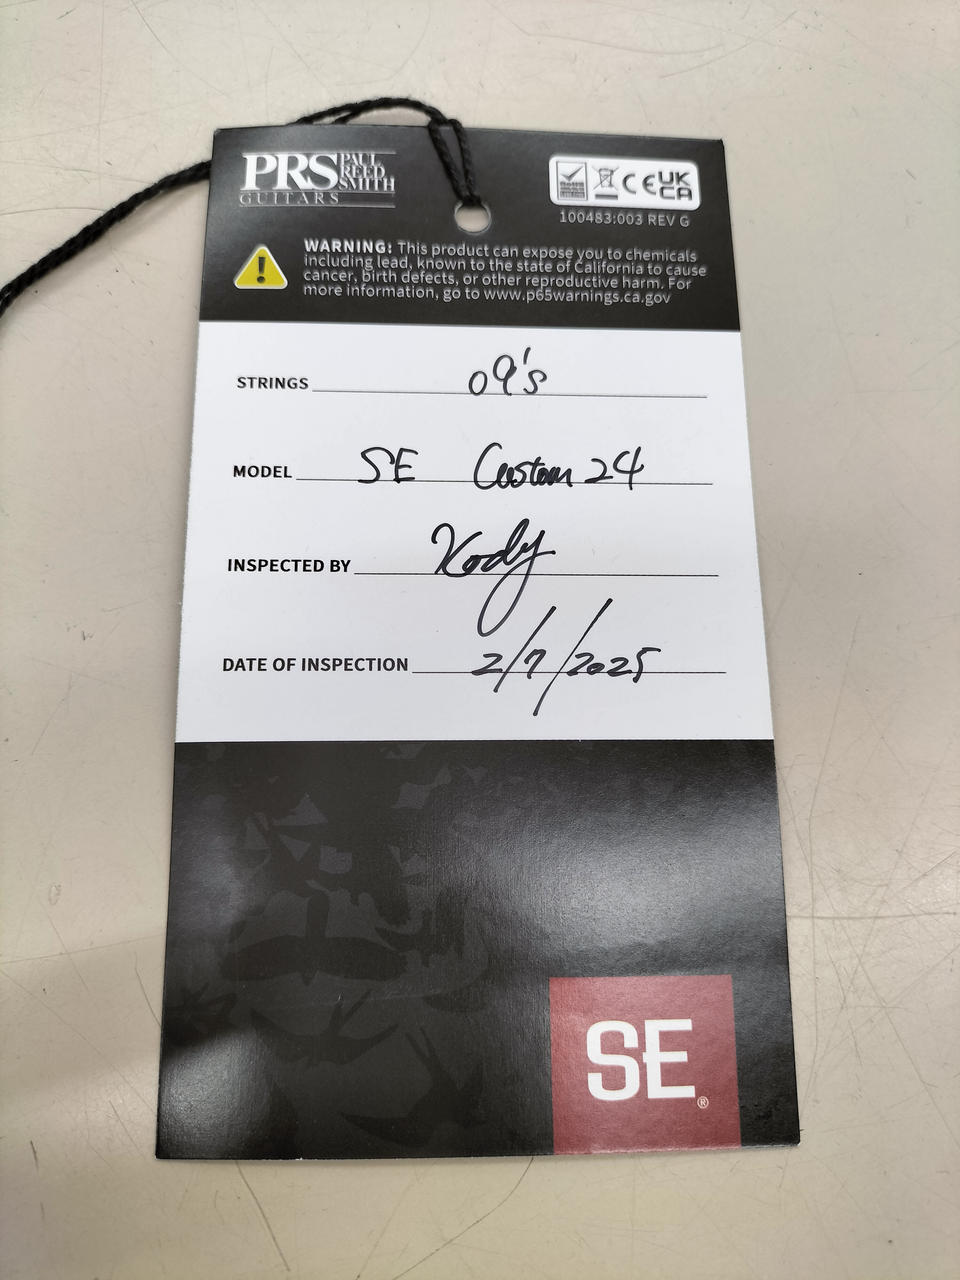 PRS PAUL REED SMITH
GUITARS
CE UK CA
100483:003 REV G
WARNING: This product can expose you to chemicals
including lead, known to the state of California to cause
cancer, birth defects, or other reproductive harm. For
more information, go to www.p65warnings.ca.gov
STRINGS 09's
MODEL SE Custom 24
INSPECTED BY Kody
DATE OF INSPECTION 2/7/2025
SE®